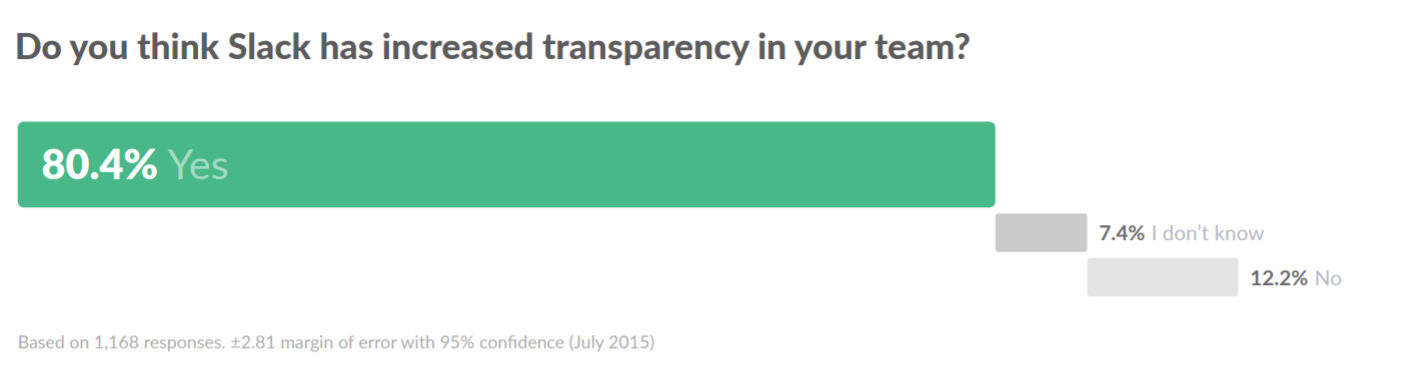 Do you think Slack has increased transparency in your team?
80.4% Yes
7.4% I don't know
12.2% No
Based on 1,168 responses. ±2.81 margin of error with 95% confidence (July 2015)